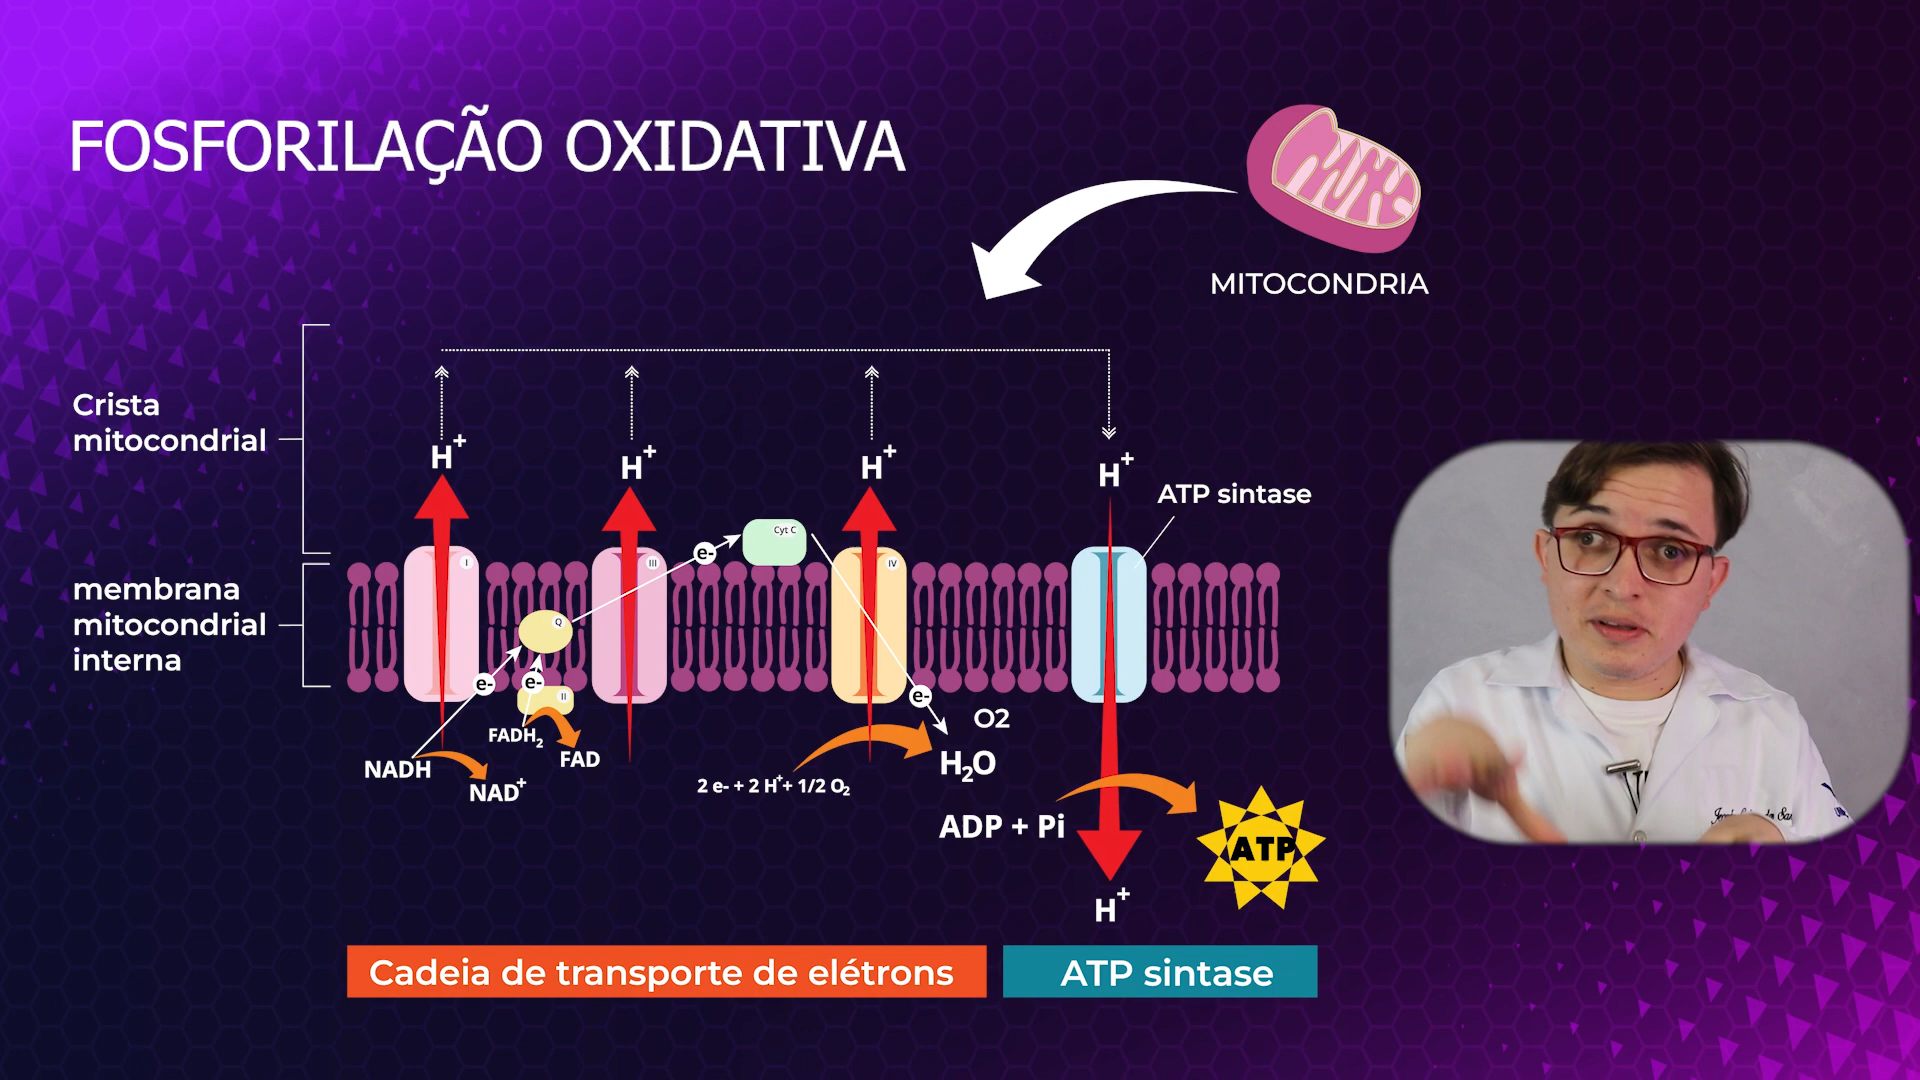 FOSFORILAÇÃO OXIDATIVA
MITOCONDRIA
Crista
mitocondrial
H+
H+
H+
H+
ATP sintase
Cyt C
I
III
IV
membrana
mitocondrial
interna
Q
e-
e-
e-
e-
II
O2
FADH2
FAD
NADH
NAD+
2 e- + 2 H+ + 1/2 O2
H2O
ADP + Pi
ATP
H+
Cadeia de transporte de elétrons
ATP sintase